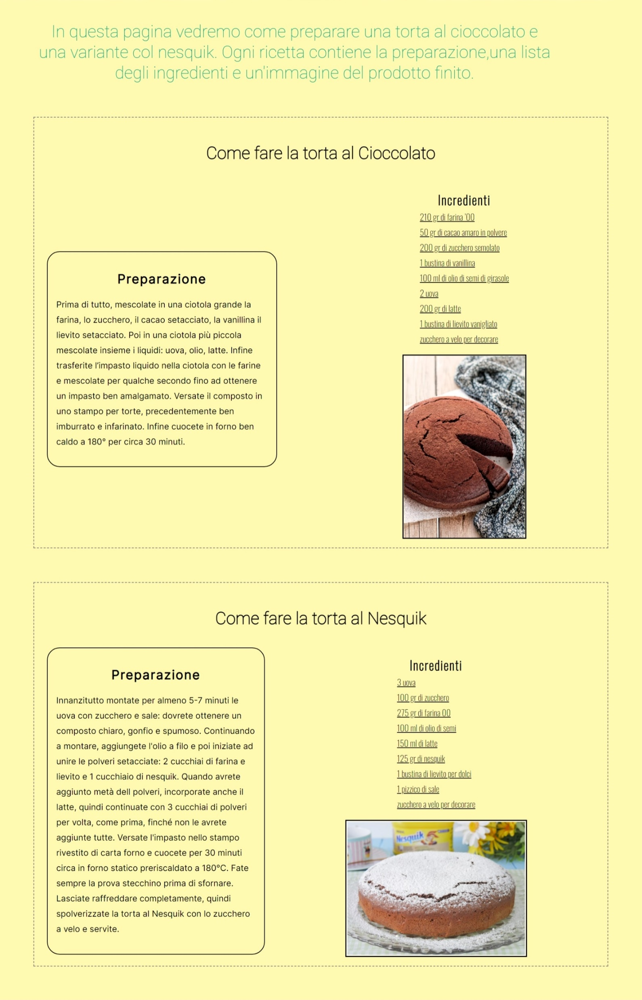 In questa pagina vedremo come preparare una torta al cioccolato e
una variante col nesquik. Ogni ricetta contiene la preparazione,una lista
degli ingredienti e un'immagine del prodotto finito.
Come fare la torta al Cioccolato
Preparazione
Prima di tutto, mescolate in una ciotola grande la
farina, lo zucchero, il cacao setacciato, la vanillina il
lievito setacciato. Poi in una ciotola più piccola
mescolate insieme i liquidi: uova, olio, latte. Infine
trasferite l’impasto liquido nella ciotola con le farine
e mescolate per qualche secondo fino ad ottenere
un impasto ben amalgamato. Versate il composto in
uno stampo per torte, precedentemente ben
imburrato e infarinato. Infine cuocete in forno ben
caldo a 180° per circa 30 minuti.
Incredienti
210 gr di farina '00
50 gr di cacao amaro in polvere
200 gr di zucchero semolato
1 bustina di vanillina
100 ml di olio di semi di girasole
2 uova
200 gr di latte
1 bustina di lievito vanigliato
zucchero a velo per decorare
Come fare la torta al Nesquik
Preparazione
Innanzitutto montate per almeno 5-7 minuti le
uova con zucchero e sale: dovrete ottenere un
composto chiaro, gonfio e spumoso. Continuando
a montare, aggiungete l'olio a filo e poi iniziate ad
unire le polveri setacciate: 2 cucchiai di farina e
lievito e 1 cucchiaio di nesquik. Quando avrete
aggiunto metà dell polveri, incorporate anche il
latte, quindi continuate con 3 cucchiai di polveri
per volta, come prima, finché non le avrete
aggiunte tutte. Versate l'impasto nello stampo
rivestito di carta forno e cuocete per 30 minuti
circa in forno statico preriscaldato a 180°C. Fate
sempre la prova stecchino prima di sfornare.
Lasciate raffreddare completamente, quindi
spolverizzate la torta al Nesquik con lo zucchero
a velo e servite.
Incredienti
3 uova
100 gr di zucchero
275 gr di farina 00
100 ml di olio di semi
150 ml di latte
125 gr di nesquik
1 bustina di lievito per dolci
1 pizzico di sale
zucchero a velo per decorare
Nesquik